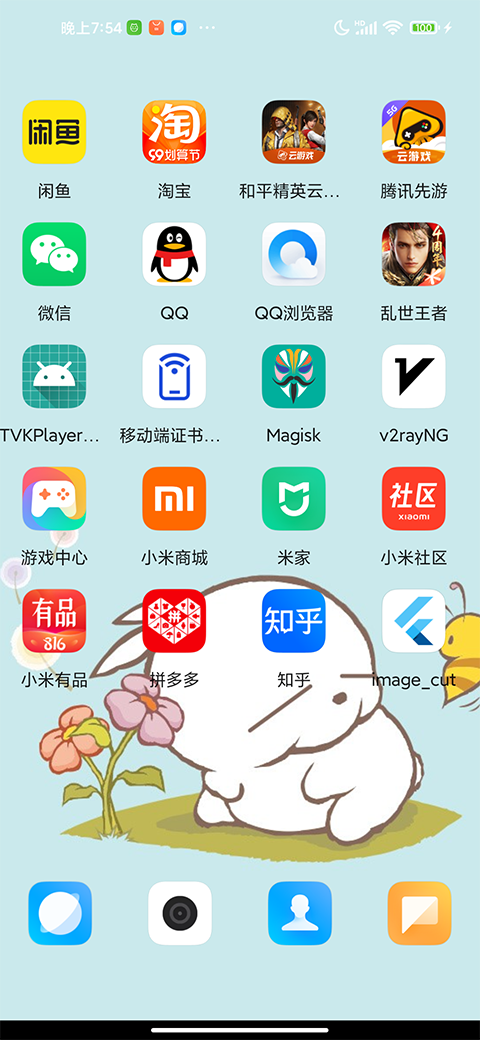 晚上7:54 ··· HD 100
闲鱼 淘 5G
99划算节 云游戏 云游戏
闲鱼 淘宝 和平精英云... 腾讯先游
4周年
微信 QQ QQ浏览器 乱世王者
TVKPlayer... 移动端证书... Magisk v2rayNG
社区
xiaomi
游戏中心 小米商城 米家 小米社区
有品 拼 知乎
816
小米有品 拼多多 知乎 image_cut